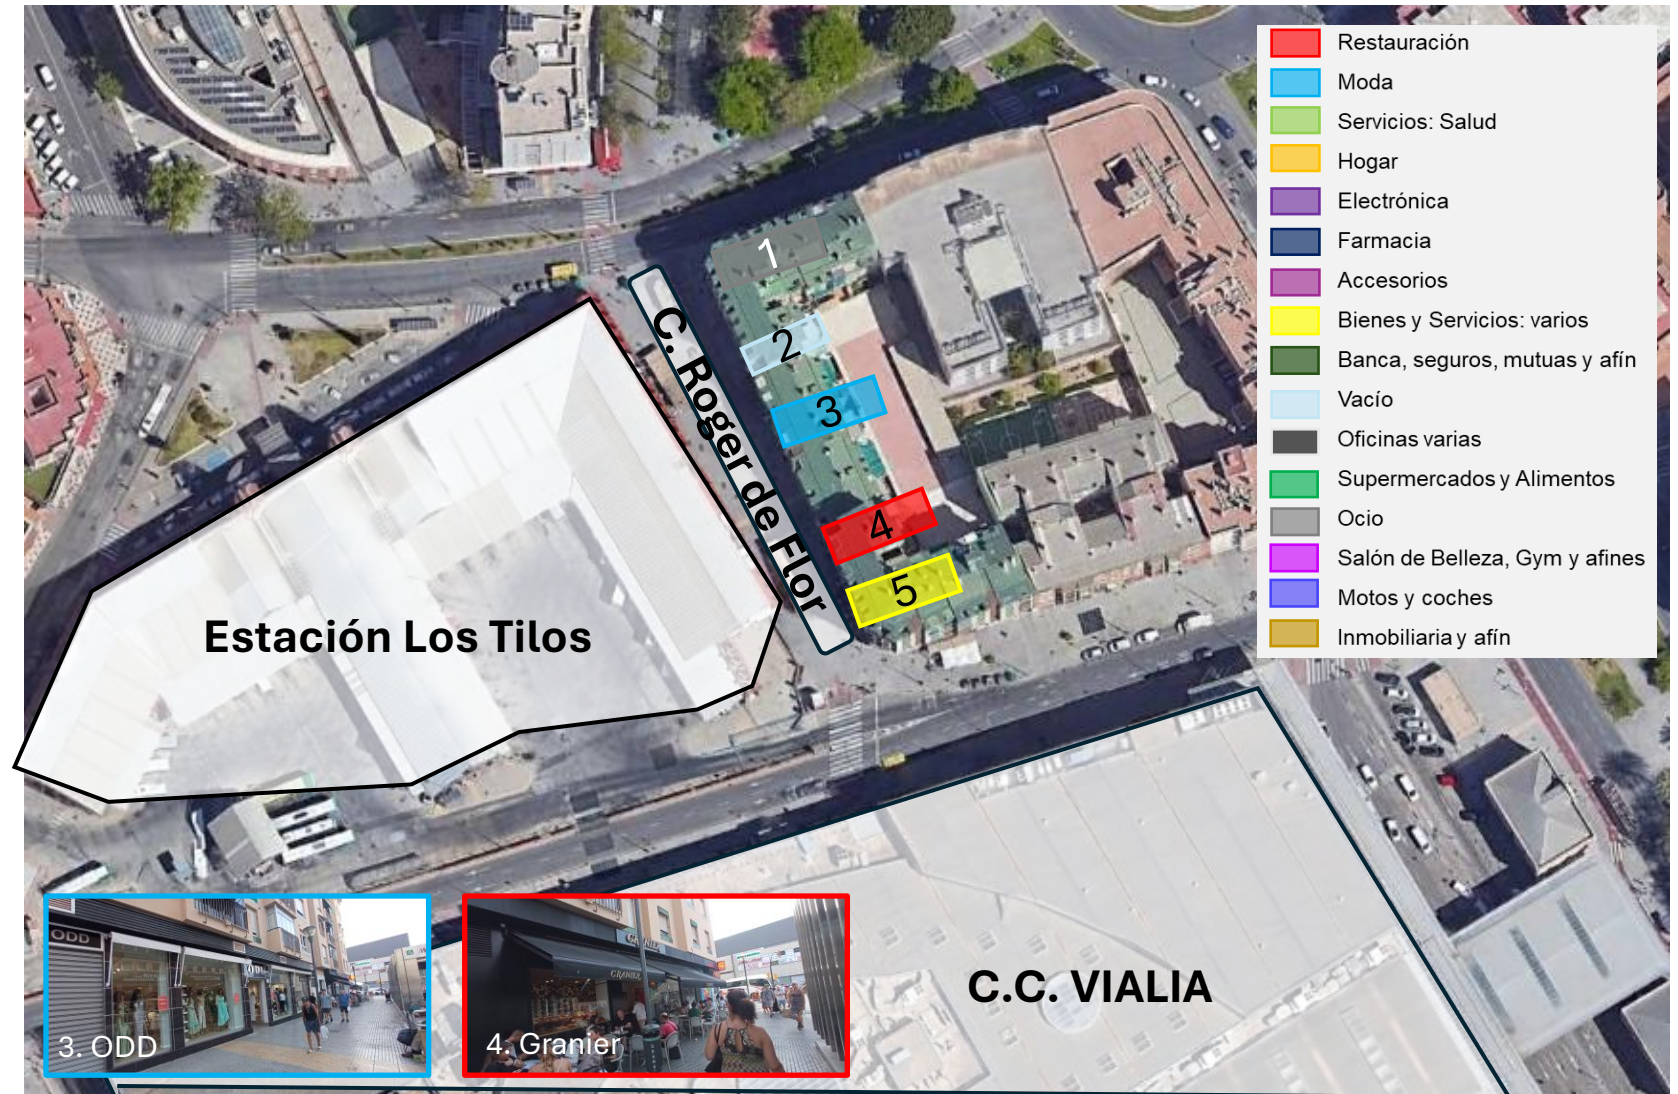 Restauración
Moda
Servicios: Salud
Hogar
Electrónica
Farmacia
Accesorios
Bienes y Servicios: varios
Banca, seguros, mutuas y afín
Vacío
Oficinas varias
Supermercados y Alimentos
Ocio
Salón de Belleza, Gym y afines
Motos y coches
Inmobiliaria y afín
1
2
3
4
5
C. Roger de Flor
Estación Los Tilos
C.C. VIALIA
ODD
3. ODD
GRANIER
4. Granier